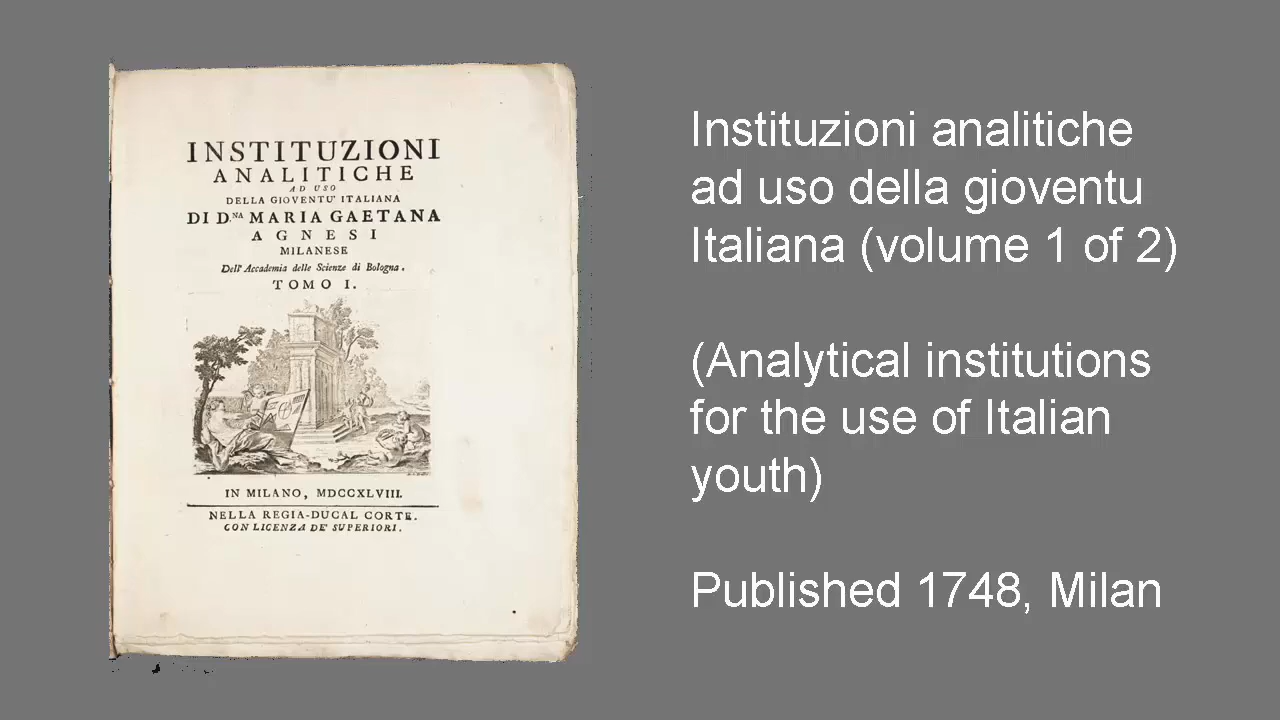 INSTITUZIONI
ANALITICHE
AD USO
DELLA GIOVENTU' ITALIANA
DI D.NA MARIA GAETANA
AGNESI
MILANESE
Dell' Accademia delle Scienze di Bologna.
TOMO I.
IN MILANO, MDCCXLVIII.
NELLA REGIA-DUCAL CORTE.
CON LICENZA DE' SUPERIORI.
Instituzioni analitiche
ad uso della gioventu
Italiana (volume 1 of 2)
(Analytical institutions
for the use of Italian
youth)
Published 1748, Milan